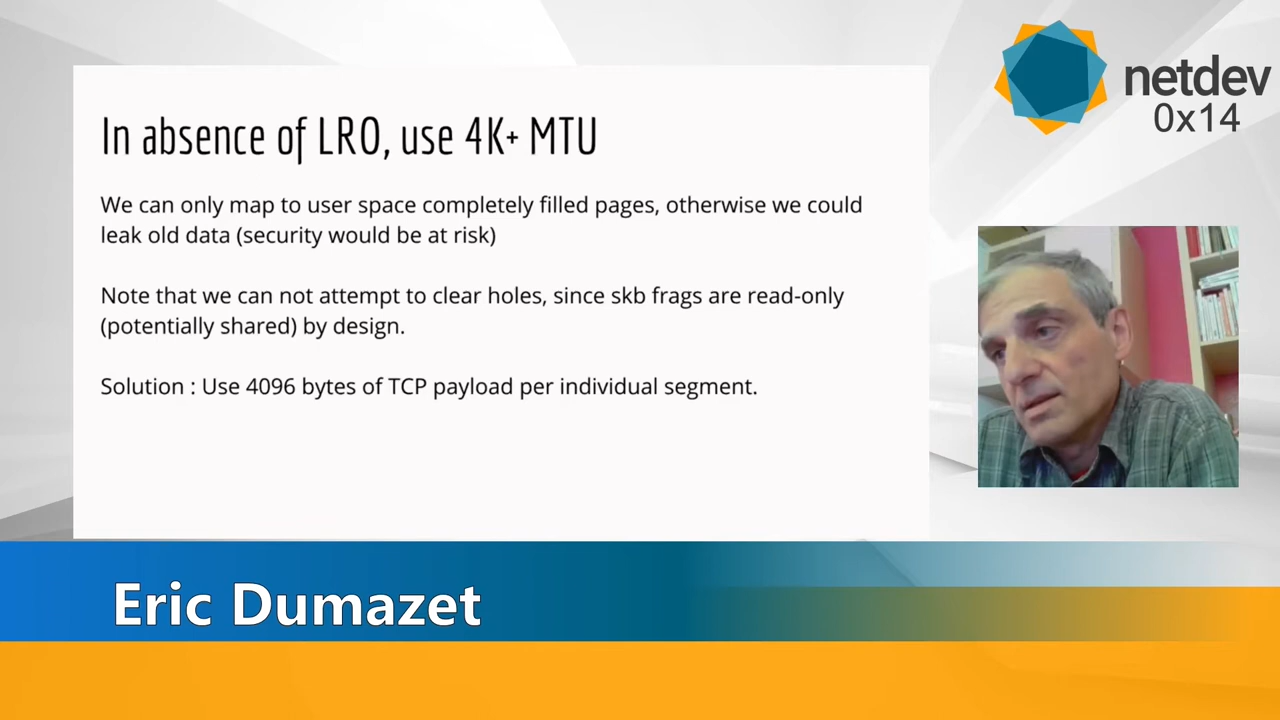 In absence of LRO, use 4K+ MTU
We can only map to user space completely filled pages, otherwise we could
leak old data (security would be at risk)
Note that we can not attempt to clear holes, since skb frags are read-only
(potentially shared) by design.
Solution : Use 4096 bytes of TCP payload per individual segment.
netdev
0x14
Eric Dumazet